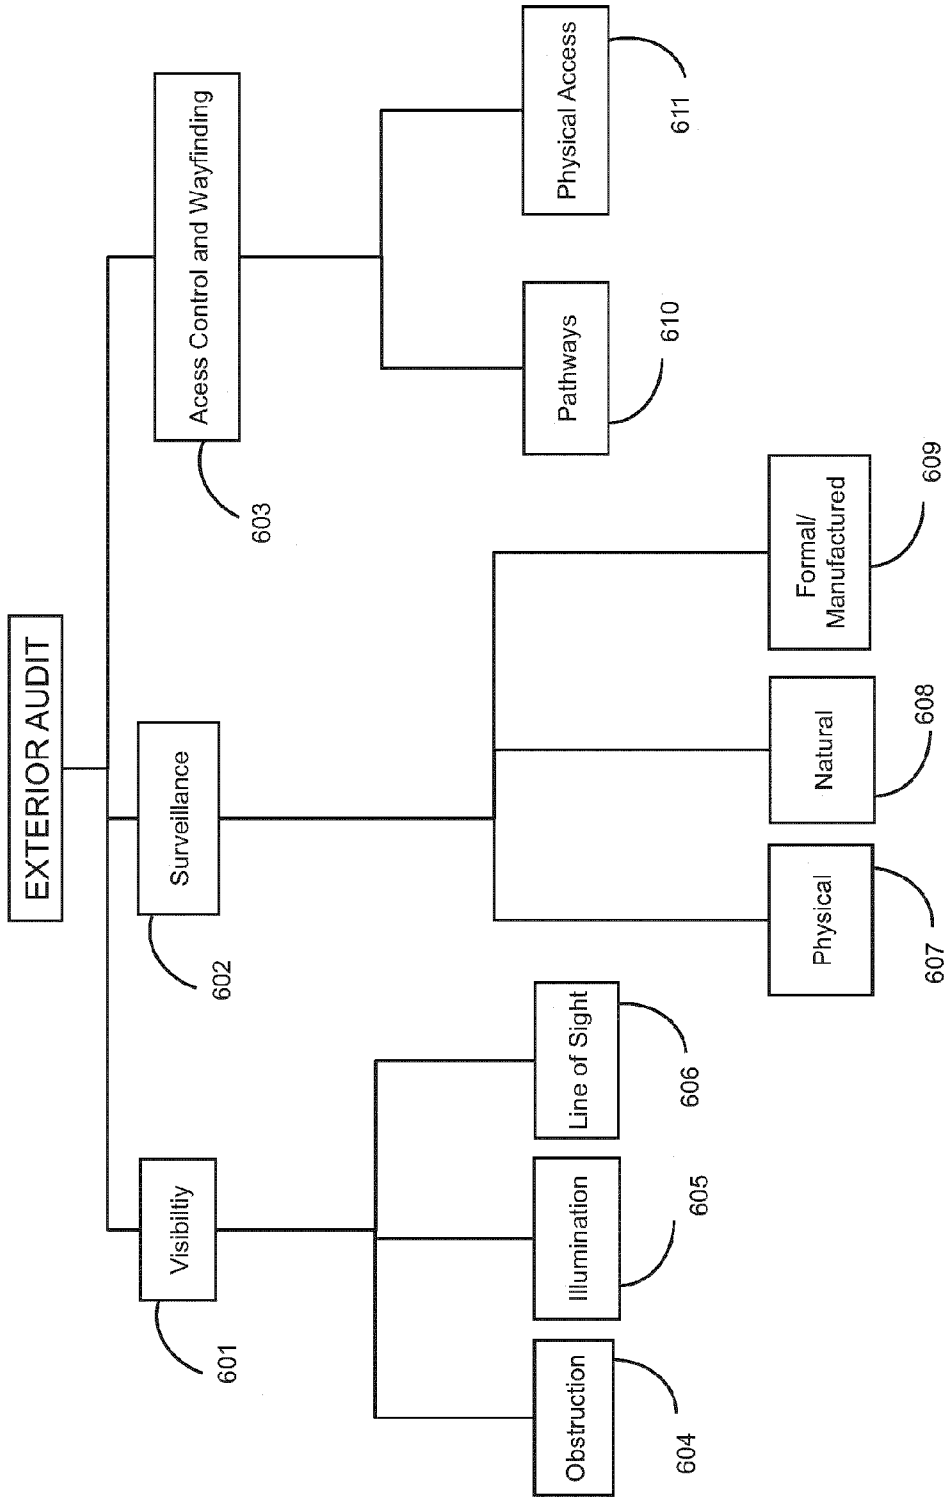 EXTERIOR AUDIT
Visibiltiy
601
Surveillance
602
Acess Control and Wayfinding
603
Obstruction
604
Illumination
605
Line of Sight
606
Physical
607
Natural
608
Formal/
Manufactured
609
Pathways
610
Physical Access
611